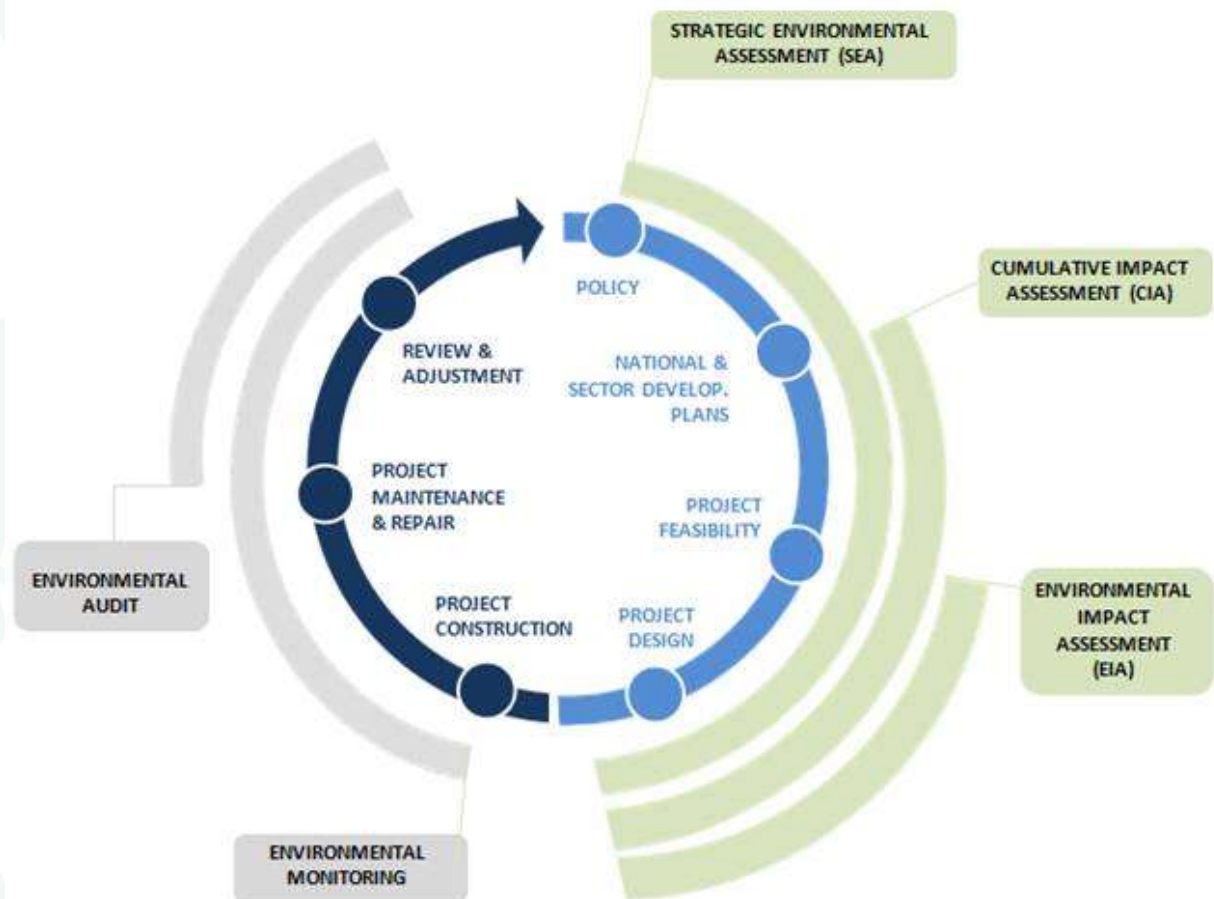 STRATEGIC ENVIRONMENTAL
ASSESSMENT (SEA)
CUMULATIVE IMPACT
ASSESSMENT (CIA)
ENVIRONMENTAL
IMPACT
ASSESSMENT
(EIA)
POLICY
NATIONAL &
SECTOR DEVELOP.
PLANS
PROJECT
FEASIBILITY
PROJECT
DESIGN
PROJECT
CONSTRUCTION
PROJECT
MAINTENANCE
& REPAIR
REVIEW &
ADJUSTMENT
ENVIRONMENTAL
AUDIT
ENVIRONMENTAL
MONITORING